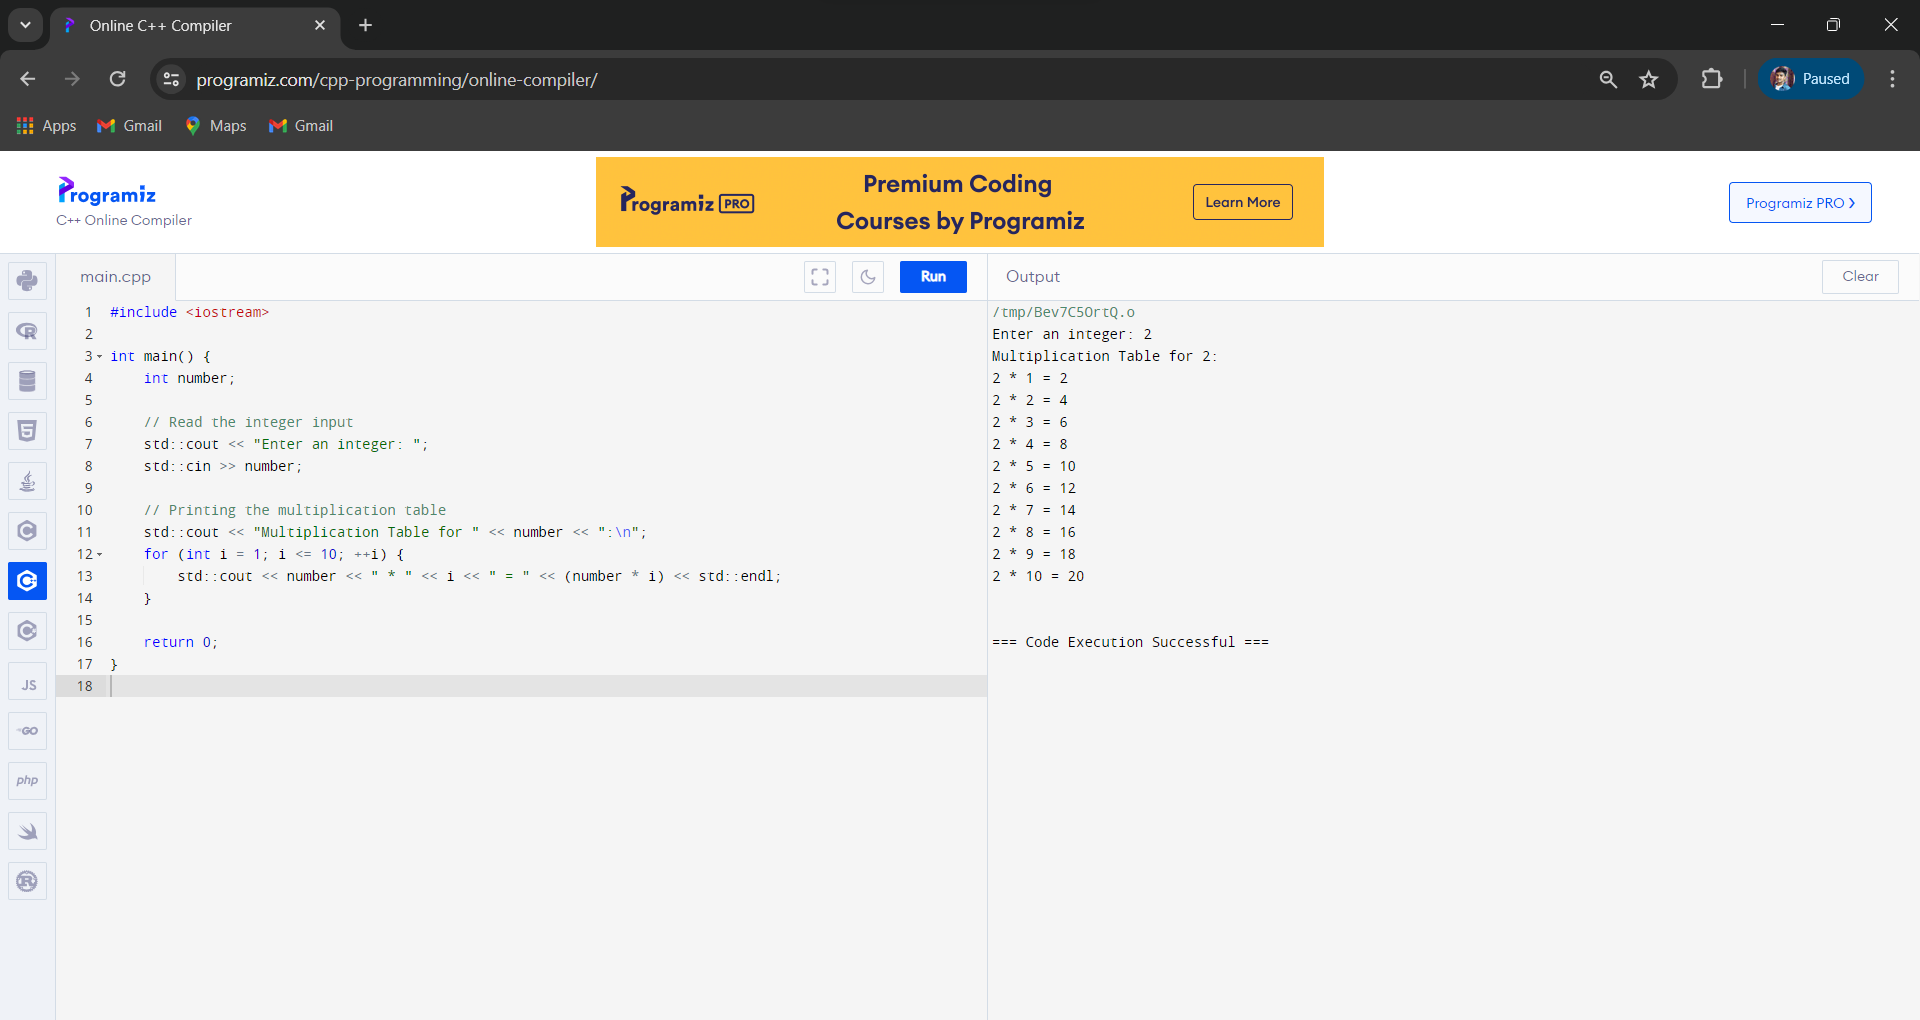 Online C++ Compiler
programiz.com/cpp-programming/online-compiler/
Paused
Apps Gmail Maps Gmail
Programiz
C++ Online Compiler
Programiz PRO
Premium Coding
Courses by Programiz
Learn More
Programiz PRO >
main.cpp
Run
Output
Clear
1 #include <iostream>
2
3 int main() {
4     int number;
5
6     // Read the integer input
7     std::cout << "Enter an integer: ";
8     std::cin >> number;
9
10     // Printing the multiplication table
11     std::cout << "Multiplication Table for " << number << ":\n";
12     for (int i = 1; i <= 10; ++i) {
13         std::cout << number << " * " << i << " = " << (number * i) << std::endl;
14     }
15
16     return 0;
17 }
18
/tmp/Bev7C5OrtQ.o
Enter an integer: 2
Multiplication Table for 2:
2 * 1 = 2
2 * 2 = 4
2 * 3 = 6
2 * 4 = 8
2 * 5 = 10
2 * 6 = 12
2 * 7 = 14
2 * 8 = 16
2 * 9 = 18
2 * 10 = 20
=== Code Execution Successful ===
JS
GO
php